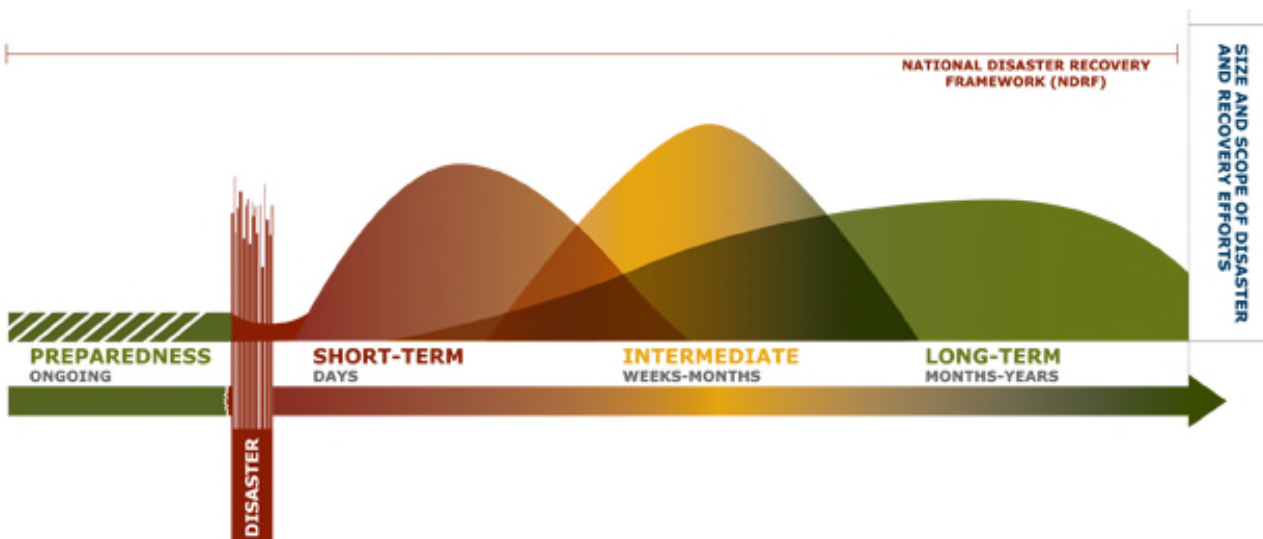 NATIONAL DISASTER RECOVERY
FRAMEWORK (NDRF)
SIZE AND SCOPE OF DISASTER
AND RECOVERY EFFORTS
PREPAREDNESS
ONGOING
SHORT-TERM
DAYS
INTERMEDIATE
WEEKS-MONTHS
LONG-TERM
MONTHS-YEARS
DISASTER